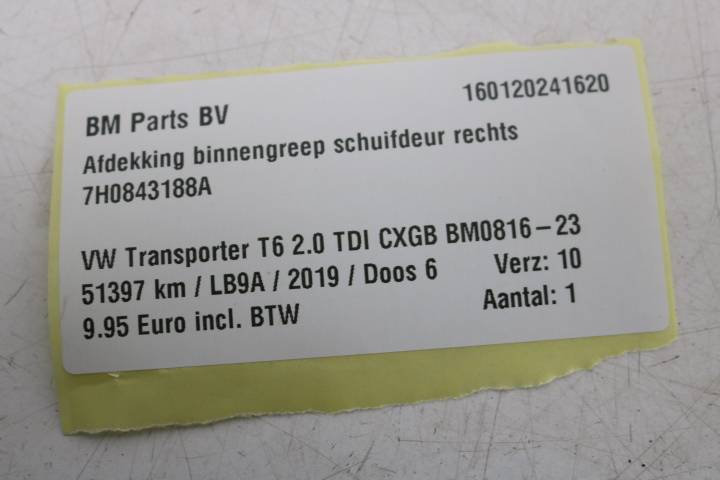 BM Parts BV 160120241620
Afdekking binnengreep schuifdeur rechts
7H0843188A
VW Transporter T6 2.0 TDI CXGB BM0816-23
51397 km / LB9A / 2019 / Doos 6 Verz: 10
9.95 Euro incl. BTW Aantal: 1